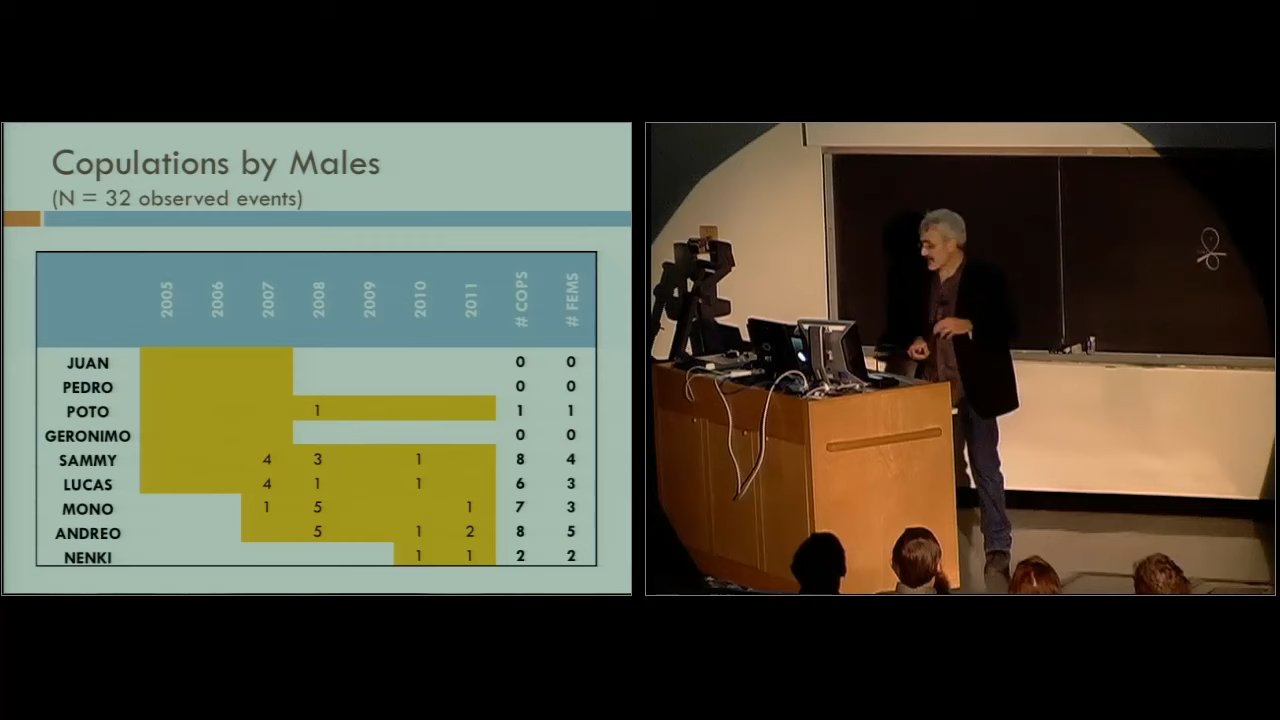 Copulations by Males
(N = 32 observed events)
2005 2006 2007 2008 2009 2010 2011 # COPS # FEMS
JUAN 0 0
PEDRO 0 0
POTO 1 1 1
GERONIMO 0 0
SAMMY 4 3 1 8 4
LUCAS 4 1 1 6 3
MONO 1 5 1 7 3
ANDREO 5 1 2 8 5
NENKI 1 1 2 2